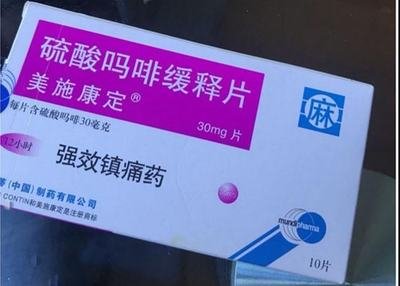 硫酸吗啡缓释片
美施康定®
30mg 片
麻
每片含硫酸吗啡30毫克
12小时
强效镇痛药
(中国)制药有限公司
CONTIN和美施康定是注册商标
mundipharma
10片